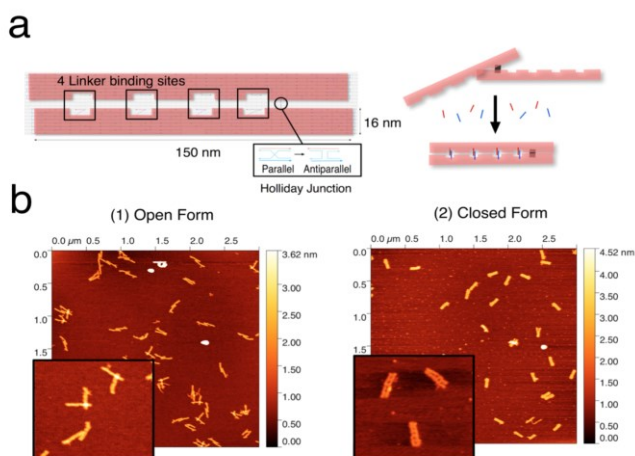 a
4 Linker binding sites
16 nm
150 nm
Parallel
Antiparallel
Holliday Junction
b
(1) Open Form
(2) Closed Form
0.0 µm 0.5 1.0 1.5 2.0 2.5
0.0
0.5
1.0
1.5
3.62 nm
3.00
2.50
2.00
1.50
1.00
0.50
0.00
0.0 µm 0.5 1.0 1.5 2.0 2.5
0.0
0.5
1.0
1.5
4.52 nm
4.00
3.50
3.00
2.50
2.00
1.50
1.00
0.50
0.00